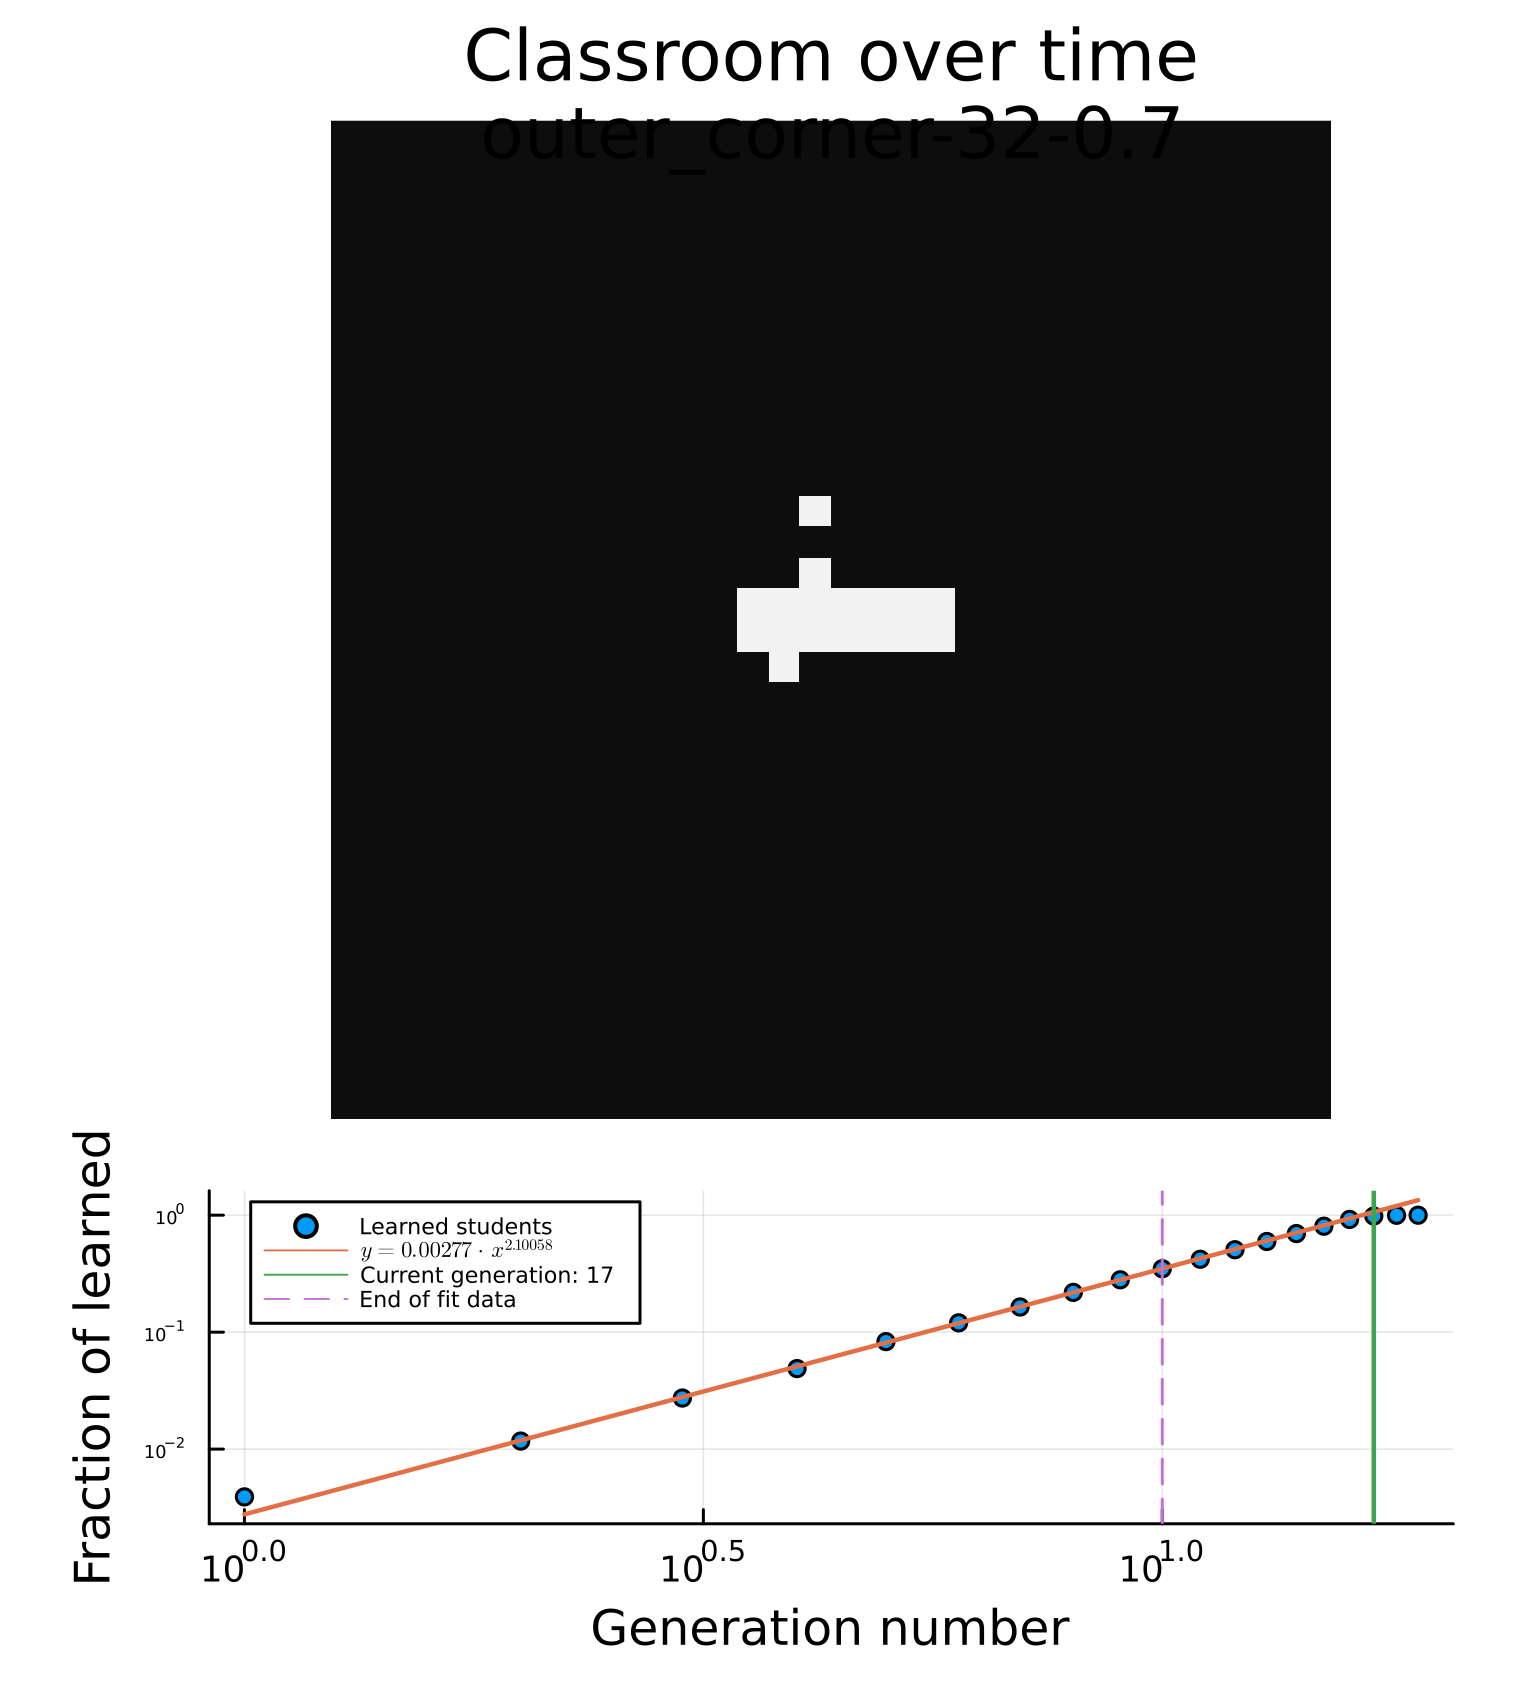 Classroom over time
outer_corner-32-0.7
Fraction of learned
10^0
10^-1
10^-2
Learned students
y = 0.00277 · x^2.10058
Current generation: 17
End of fit data
10^0.0
10^0.5
10^1.0
Generation number